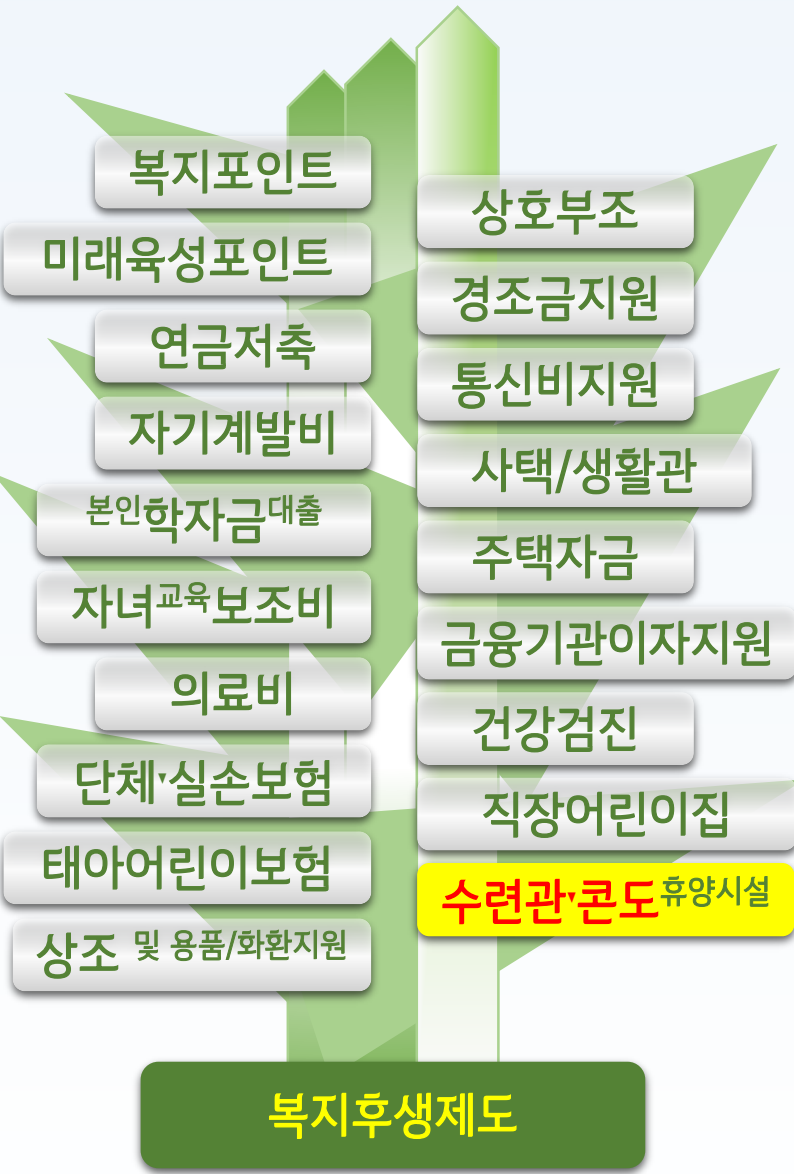 복지포인트
미래육성포인트
연금저축
자기계발비
본인학자금대출
자녀교육보조비
의료비
단체▾실손보험
태아어린이보험
상조 및 용품/화환지원
상호부조
경조금지원
통신비지원
사택/생활관
주택자금
금융기관이자지원
건강검진
직장어린이집
수련관▾콘도휴양시설
복지후생제도